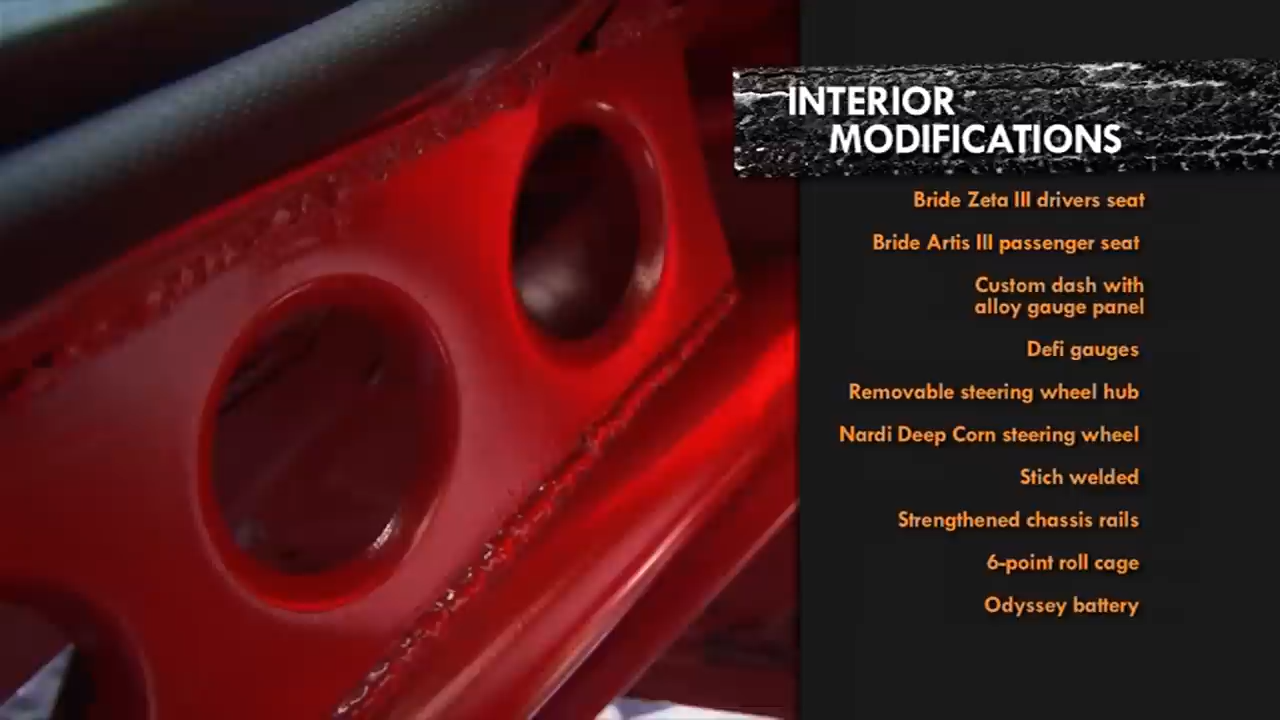 INTERIOR
MODIFICATIONS
Bride Zeta III drivers seat
Bride Artis III passenger seat
Custom dash with
alloy gauge panel
Defi gauges
Removable steering wheel hub
Nardi Deep Corn steering wheel
Stich welded
Strengthened chassis rails
6-point roll cage
Odyssey battery